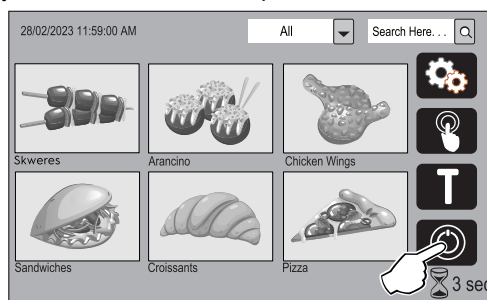 28/02/2023 11:59:00 AM
All
Search Here. . .
Skweres
Arancino
Chicken Wings
T
Sandwiches
Croissants
Pizza
3 sec